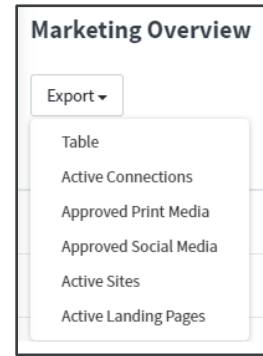 Marketing Overview
Export
Table
Active Connections
Approved Print Media
Approved Social Media
Active Sites
Active Landing Pages